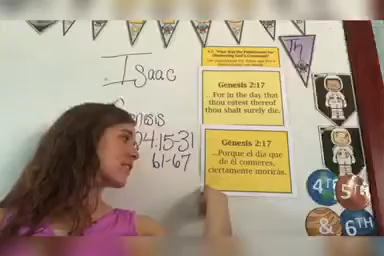 Isaac
Genesis 2:17
...For in the day that
thou eatest thereof
thou shalt surely die.
Genesis 2:17
...Porque el día que
de él comieres,
ciertamente morirás.
24:15-31
61-67
4TH
5TH
&
6TH